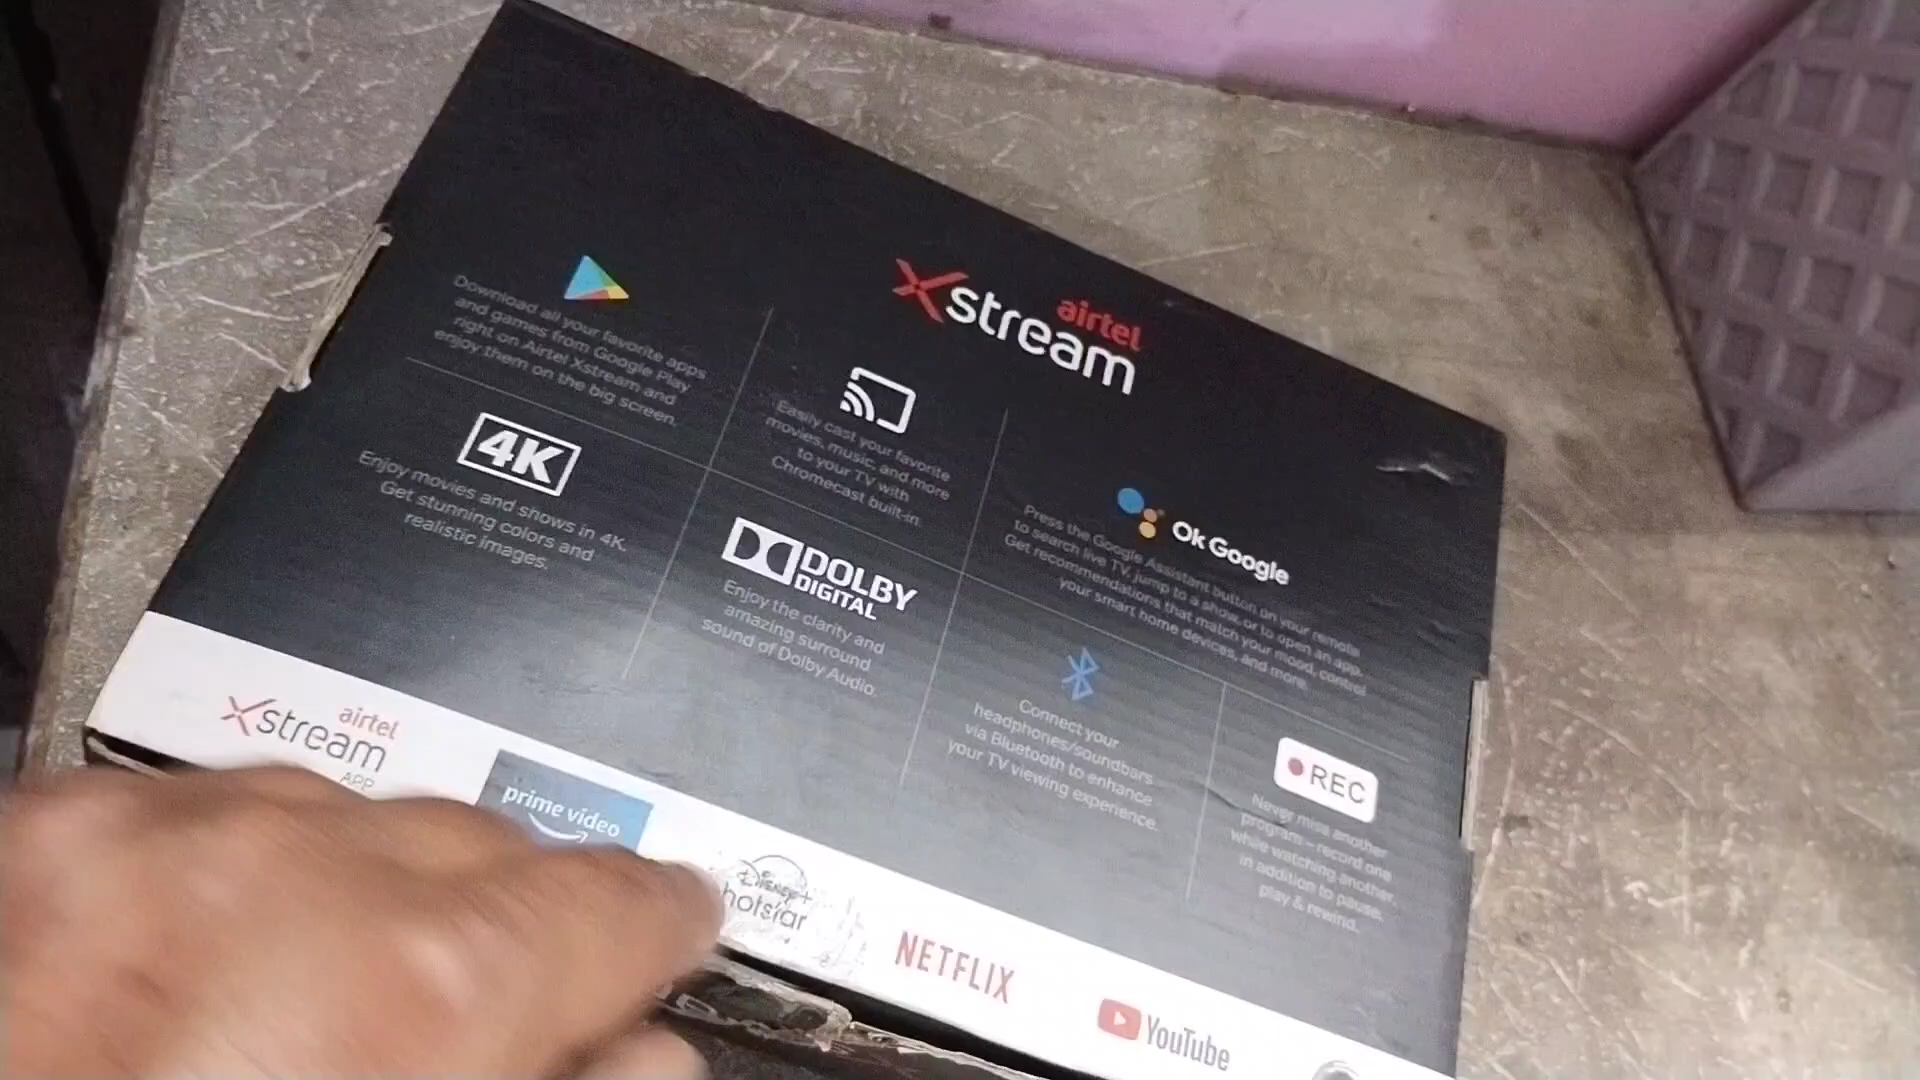 airtel
Xstream
Download all your favorite apps
and games from Google Play
right on Airtel Xstream and
enjoy them on the big screen.
Easily cast your favorite
movies, music, and more
to your TV with
Chromecast built-in.
Ok Google
Press the Google Assistant button on your remote
to search live TV, jump to a show, or to open an app.
Get recommendations that match your mood, control
your smart home devices, and more.
4K
Enjoy movies and shows in 4K.
Get stunning colors and
realistic images.
DOLBY
DIGITAL
Enjoy the clarity and
amazing surround
sound of Dolby Audio.
Connect your
headphones/soundbars
via Bluetooth to enhance
your TV viewing experience.
REC
Never miss another
program – record one
while watching another,
in addition to pause,
play & rewind.
airtel
Xstream
APP
prime video
Disney+
hotstar
NETFLIX
YouTube